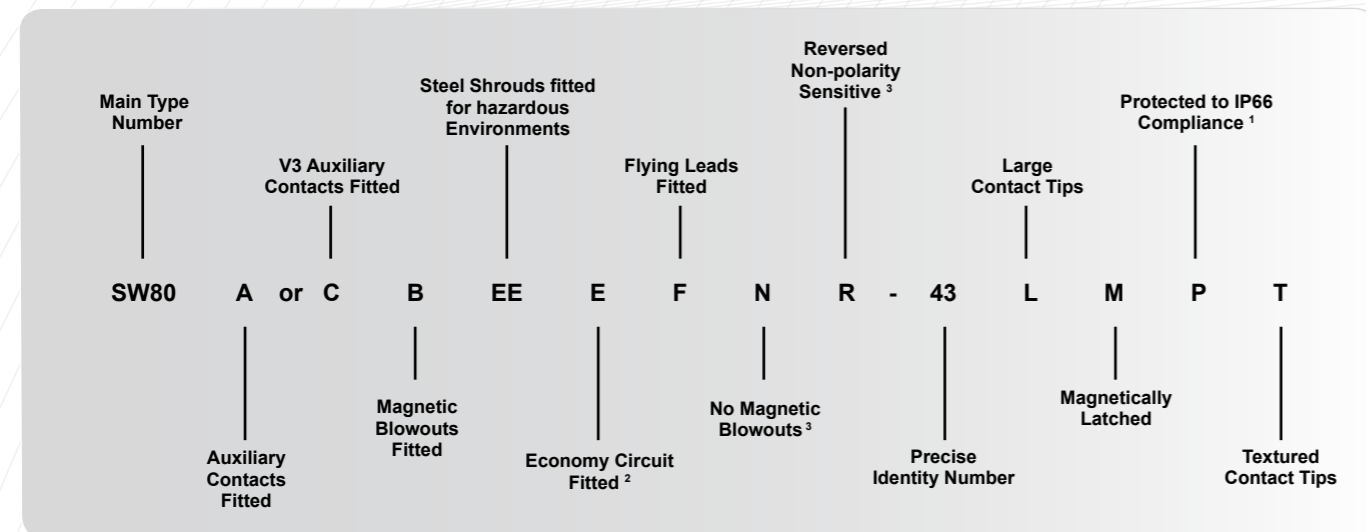 Main Type
Number
V3 Auxiliary
Contacts Fitted
Steel Shrouds fitted
for hazardous
Environments
Flying Leads
Fitted
Reversed
Non-polarity
Sensitive ³
Large
Contact Tips
Protected to IP66
Compliance ¹
SW80 A or C B EE E F N R - 43 L M P T
Auxiliary
Contacts
Fitted
Magnetic
Blowouts
Fitted
Economy Circuit
Fitted ²
No Magnetic
Blowouts ³
Precise
Identity Number
Magnetically
Latched
Textured
Contact Tips